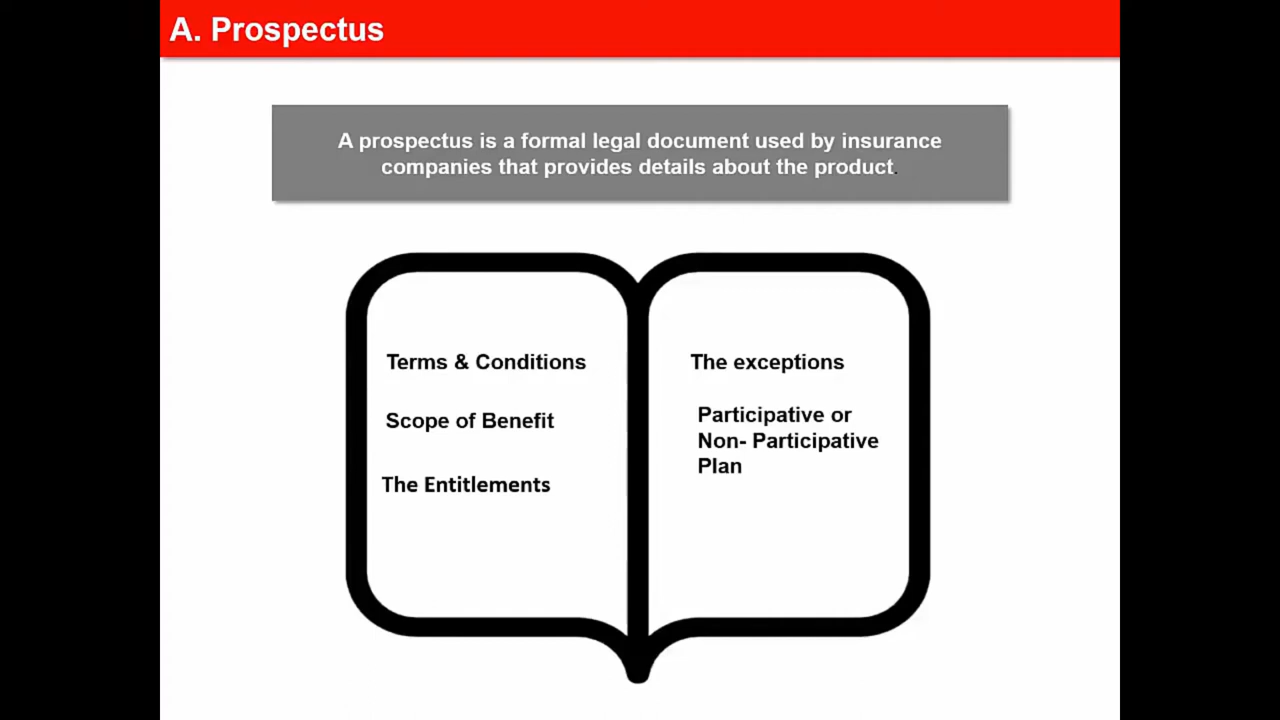 A. Prospectus
A prospectus is a formal legal document used by insurance
companies that provides details about the product.
Terms & Conditions
Scope of Benefit
The Entitlements
The exceptions
Participative or
Non- Participative
Plan